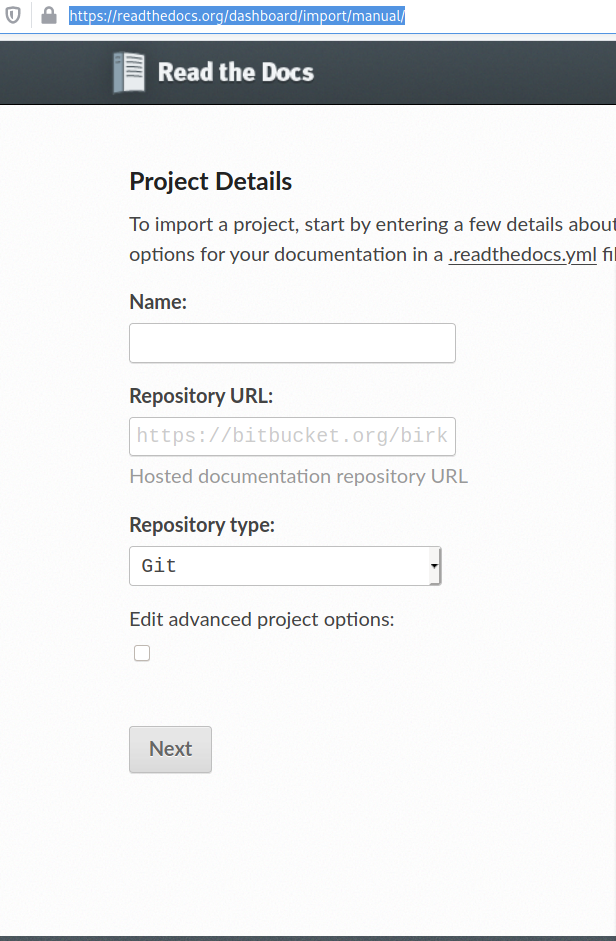 https://readthedocs.org/dashboard/import/manual/
Read the Docs
Project Details
To import a project, start by entering a few details about
options for your documentation in a .readthedocs.yml
Name:
Repository URL:
https://bitbucket.org/birk
Hosted documentation repository URL
Repository type:
Git
Edit advanced project options:
Next